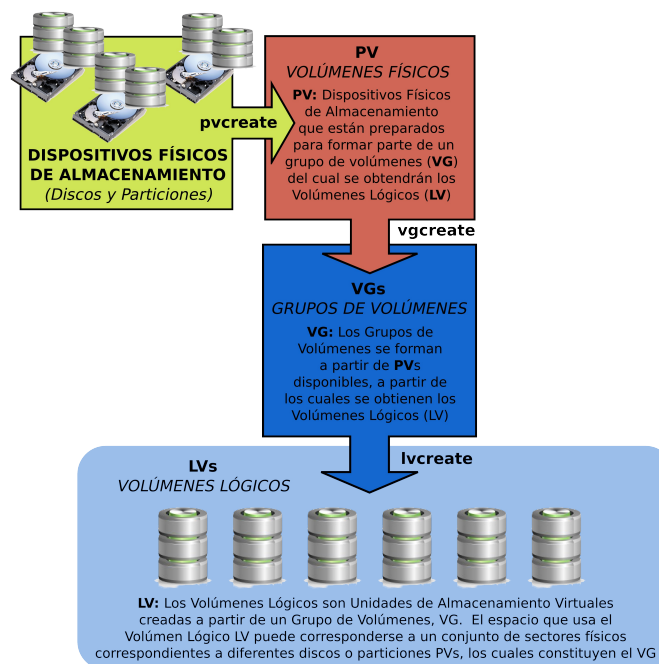 DISPOSITIVOS FÍSICOS
DE ALMACENAMIENTO
(Discos y Particiones)
pvcreate
PV
VOLÚMENES FÍSICOS
PV: Dispositivos Físicos
de Almacenamiento
que están preparados
para formar parte de un
grupo de volúmenes (VG)
del cual se obtendrán los
Volúmenes Lógicos (LV)
vgcreate
VGs
GRUPOS DE VOLÚMENES
VG: Los Grupos de
Volúmenes se forman
a partir de PVs
disponibles, a partir de
los cuales se obtienen los
Volúmenes Lógicos (LV)
lvcreate
LVs
VOLÚMENES LÓGICOS
LV: Los Volúmenes Lógicos son Unidades de Almacenamiento Virtuales
creadas a partir de un Grupo de Volúmenes, VG. El espacio que usa el
Volúmen Lógico LV puede corresponderse a un conjunto de sectores físicos
correspondientes a diferentes discos o particiones PVs, los cuales constituyen el VG